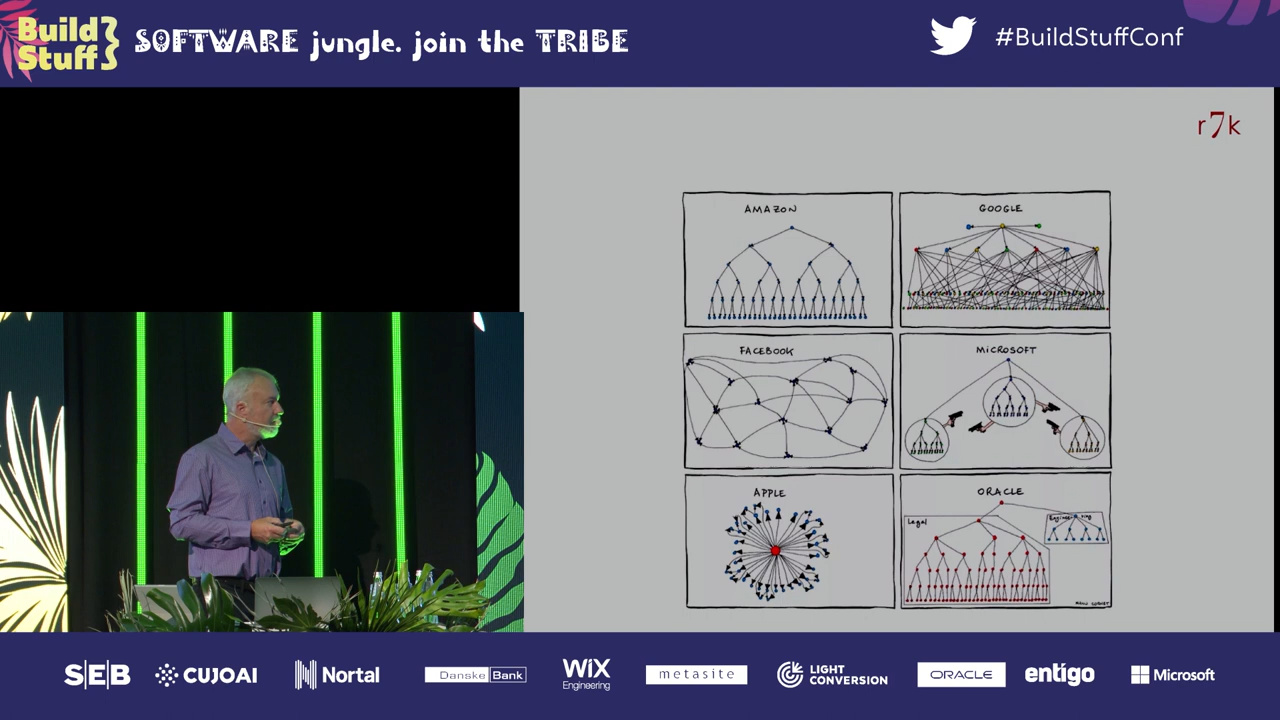 Build
Stuff}
SOFTWARE jungle. join the TRIBE
#BuildStuffConf
r7k
AMAZON
GOOGLE
FACEBOOK
MICROSOFT
APPLE
ORACLE
Legal
Engineering
SEB
CUJOAI
Nortal
Danske Bank
WiX
Engineering
metasite
LIGHT
CONVERSION
ORACLE
entigo
Microsoft